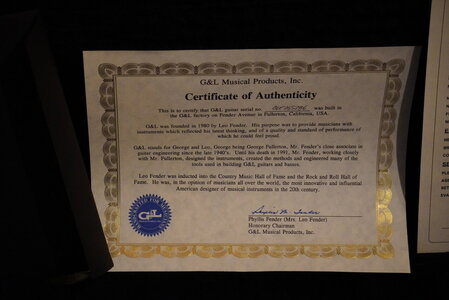 G&L Musical Products, Inc.
Certificate of Authenticity
This is to certify that G&L guitar serial no. was built in
the G&L factory on Fender Avenue in Fullerton, California, USA.
G&L was founded in 1980 by Leo Fender. His purpose was to provide musicians with
instruments which reflected his latest thinking, and of a quality and standard of performance of
which he could feel proud.
G&L stands for George and Leo, George being George Fullerton, Mr. Fender's close associate in
guitar engineering since the late 1940's. Until his death in 1991, Mr. Fender, working closely
with Mr. Fullerton, designed the instruments, created the methods and engineered many of the
tools used in building G&L guitars and basses.
Leo Fender was inducted into the Country Music Hall of Fame and the Rock and Roll Hall of
Fame. He was, in the opinion of musicians all over the world, the most innovative and influential
American designer of musical instruments in the 20th century.
G&L
Phyllis M. Fender
Phyllis Fender (Mrs. Leo Fender)
Honorary Chairman
G&L Musical Products, Inc.